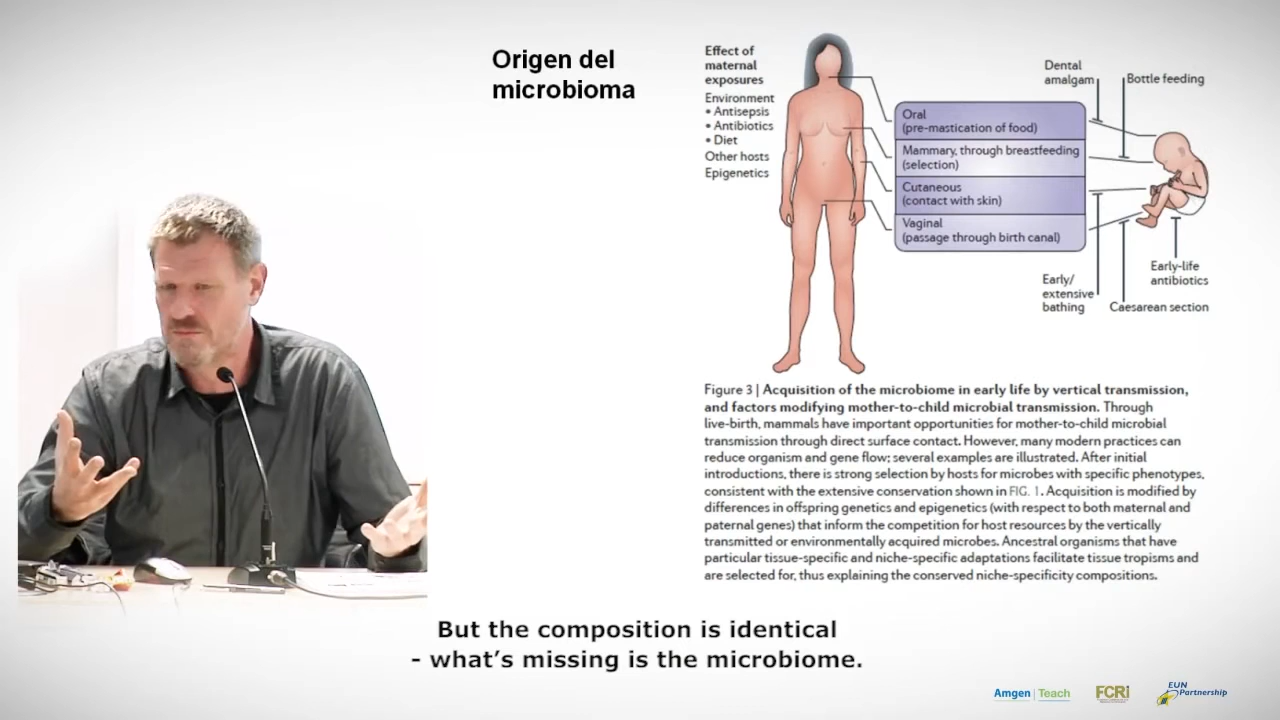 Origen del
microbioma
Effect of
maternal
exposures
Environment
• Antisepsis
• Antibiotics
• Diet
Other hosts
Epigenetics
Oral
(pre-mastication of food)
Mammary, through breastfeeding
(selection)
Cutaneous
(contact with skin)
Vaginal
(passage through birth canal)
Dental
amalgam
Bottle feeding
Early/
extensive
bathing
Caesarean section
Early-life
antibiotics
Figure 3 | Acquisition of the microbiome in early life by vertical transmission,
and factors modifying mother-to-child microbial transmission. Through
live-birth, mammals have important opportunities for mother-to-child microbial
transmission through direct surface contact. However, many modern practices can
reduce organism and gene flow; several examples are illustrated. After initial
introductions, there is strong selection by hosts for microbes with specific phenotypes,
consistent with the extensive conservation shown in FIG. 1. Acquisition is modified by
differences in offspring genetics and epigenetics (with respect to both maternal and
paternal genes) that inform the competition for host resources by the vertically
transmitted or environmentally acquired microbes. Ancestral organisms that have
particular tissue-specific and niche-specific adaptations facilitate tissue tropisms and
are selected for, thus explaining the conserved niche-specificity compositions.
But the composition is identical
- what's missing is the microbiome.
Amgen | Teach
FCRi
EUN
Partnership